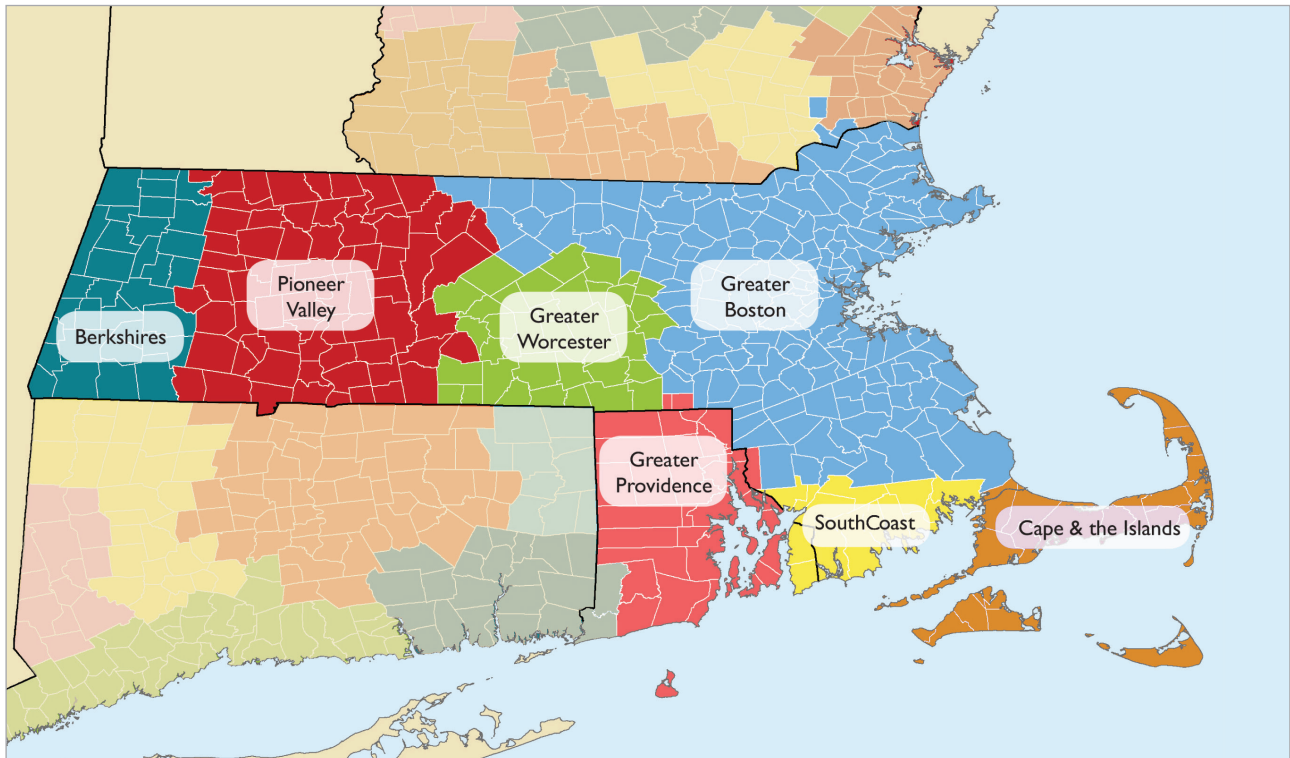 Berkshires
Pioneer
Valley
Greater
Worcester
Greater
Boston
Greater
Providence
SouthCoast
Cape & the Islands